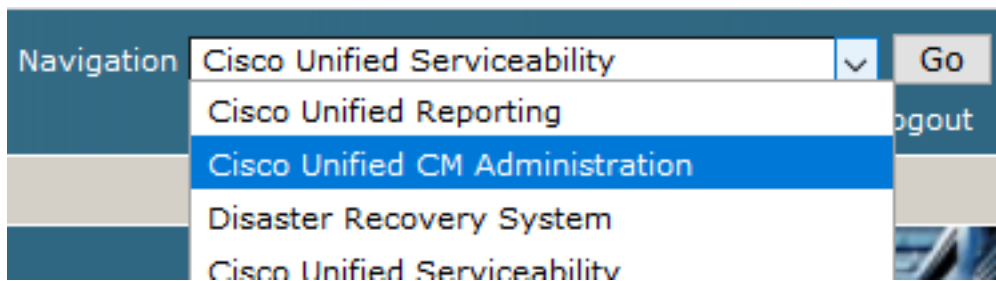 Navigation Cisco Unified Serviceability Go
Cisco Unified Reporting
ogout
Cisco Unified CM Administration
Disaster Recovery System
Cisco Unified Serviceability